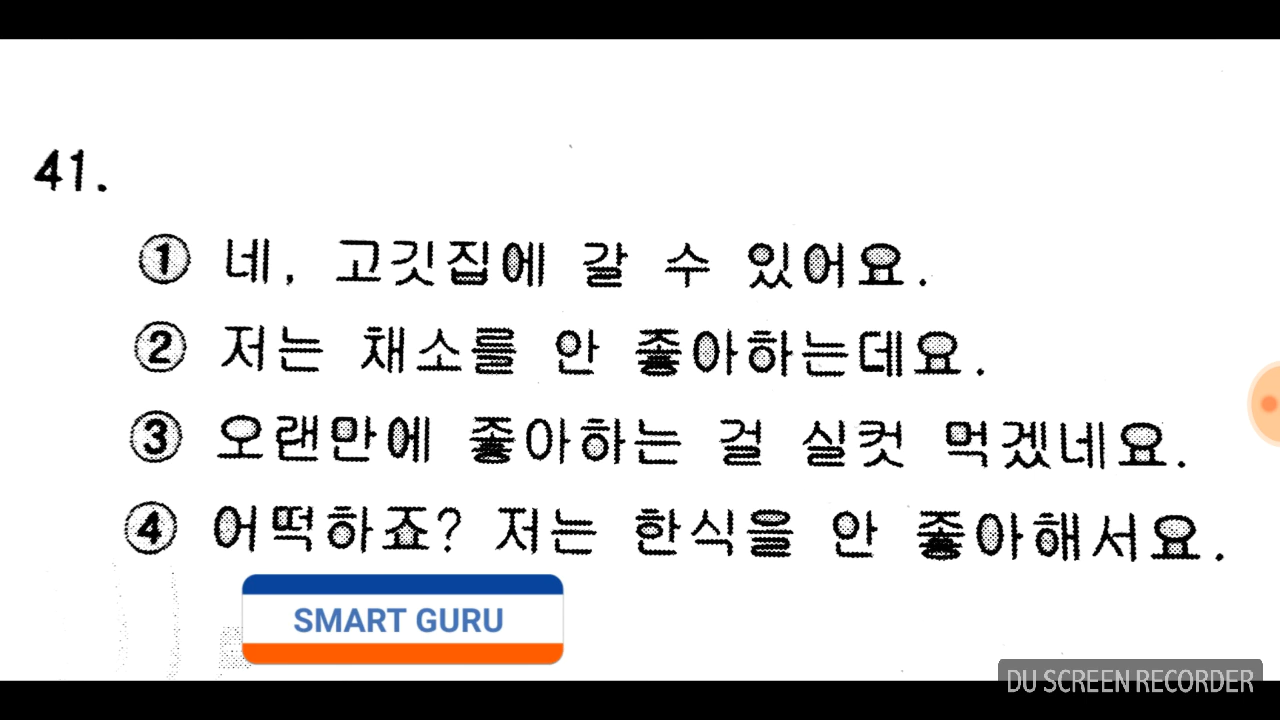 41.
① 네, 고깃집에 갈 수 있어요.
② 저는 채소를 안 좋아하는데요.
③ 오랜만에 좋아하는 걸 실컷 먹겠네요.
④ 어떡하죠? 저는 한식을 안 좋아해서요.
SMART GURU
DU SCREEN RECORDER